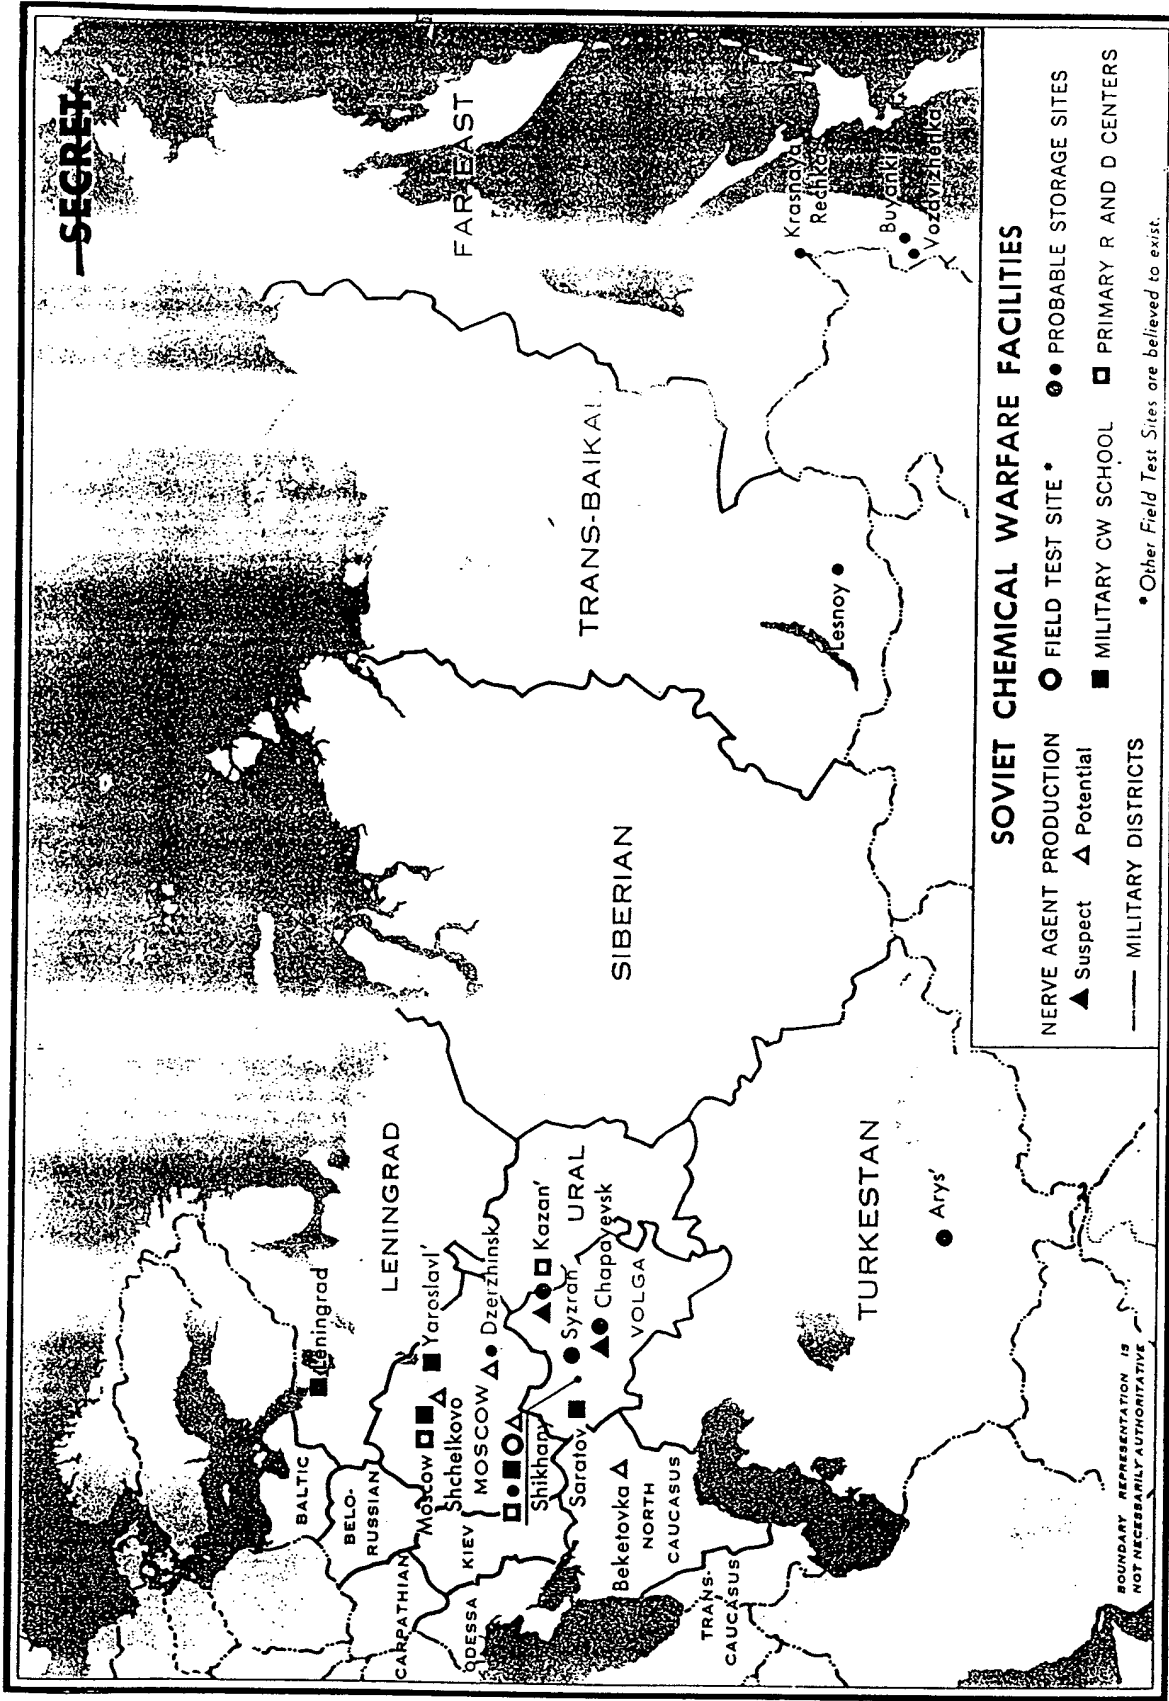 SECRET
FAR EAST
TRANS-BAIKAL
SIBERIAN
LENINGRAD
Leningrad
BALTIC
BELO-
RUSSIAN
CARPATHIAN
KIEV
ODESSA
Moscow
Shchelkovo
Yaroslavl'
MOSCOW
Dzerzhinsk
Kazan'
URAL
Shikhany
Syzran'
Chapayevsk
Saratov
VOLGA
Beketovka
NORTH
CAUCASUS
TRANS-
CAUCASUS
TURKESTAN
Arys'
Lesnoy
Krasnaya
Rechka
Buyanki
Vozdvizhenka
SOVIET CHEMICAL WARFARE FACILITIES
NERVE AGENT PRODUCTION
Suspect Potential
FIELD TEST SITE *
PROBABLE STORAGE SITES
MILITARY CW SCHOOL
PRIMARY R AND D CENTERS
MILITARY DISTRICTS
*Other Field Test Sites are believed to exist.
BOUNDARY REPRESENTATION IS
NOT NECESSARILY AUTHORITATIVE